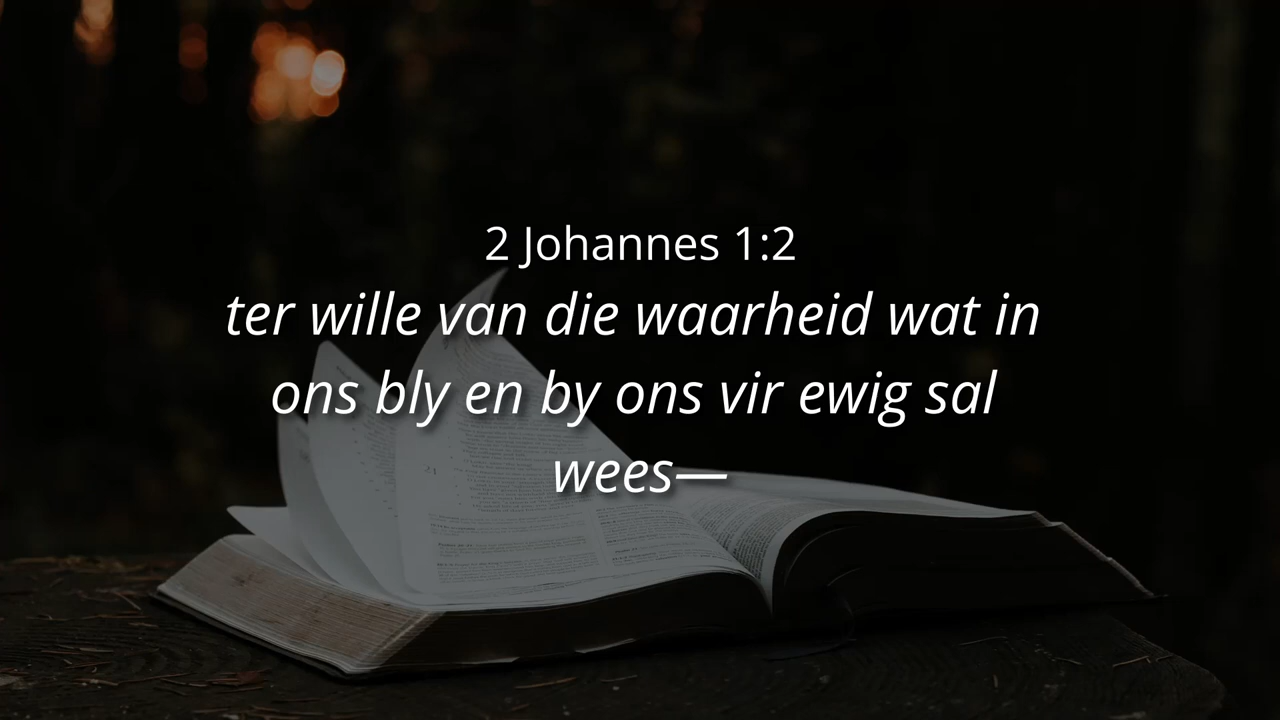 2 Johannes 1:2
ter wille van die waarheid wat in
ons bly en by ons vir ewig sal
wees—